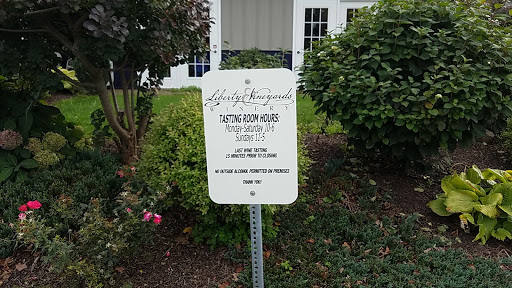 Liberty Vineyards
WINERY
TASTING ROOM HOURS:
Monday-Saturday 10-6
Sundays 11-5
LAST WINE TASTING
15 MINUTES PRIOR TO CLOSING
NO OUTSIDE ALCOHOL PERMITTED ON PREMISES
THANK YOU!